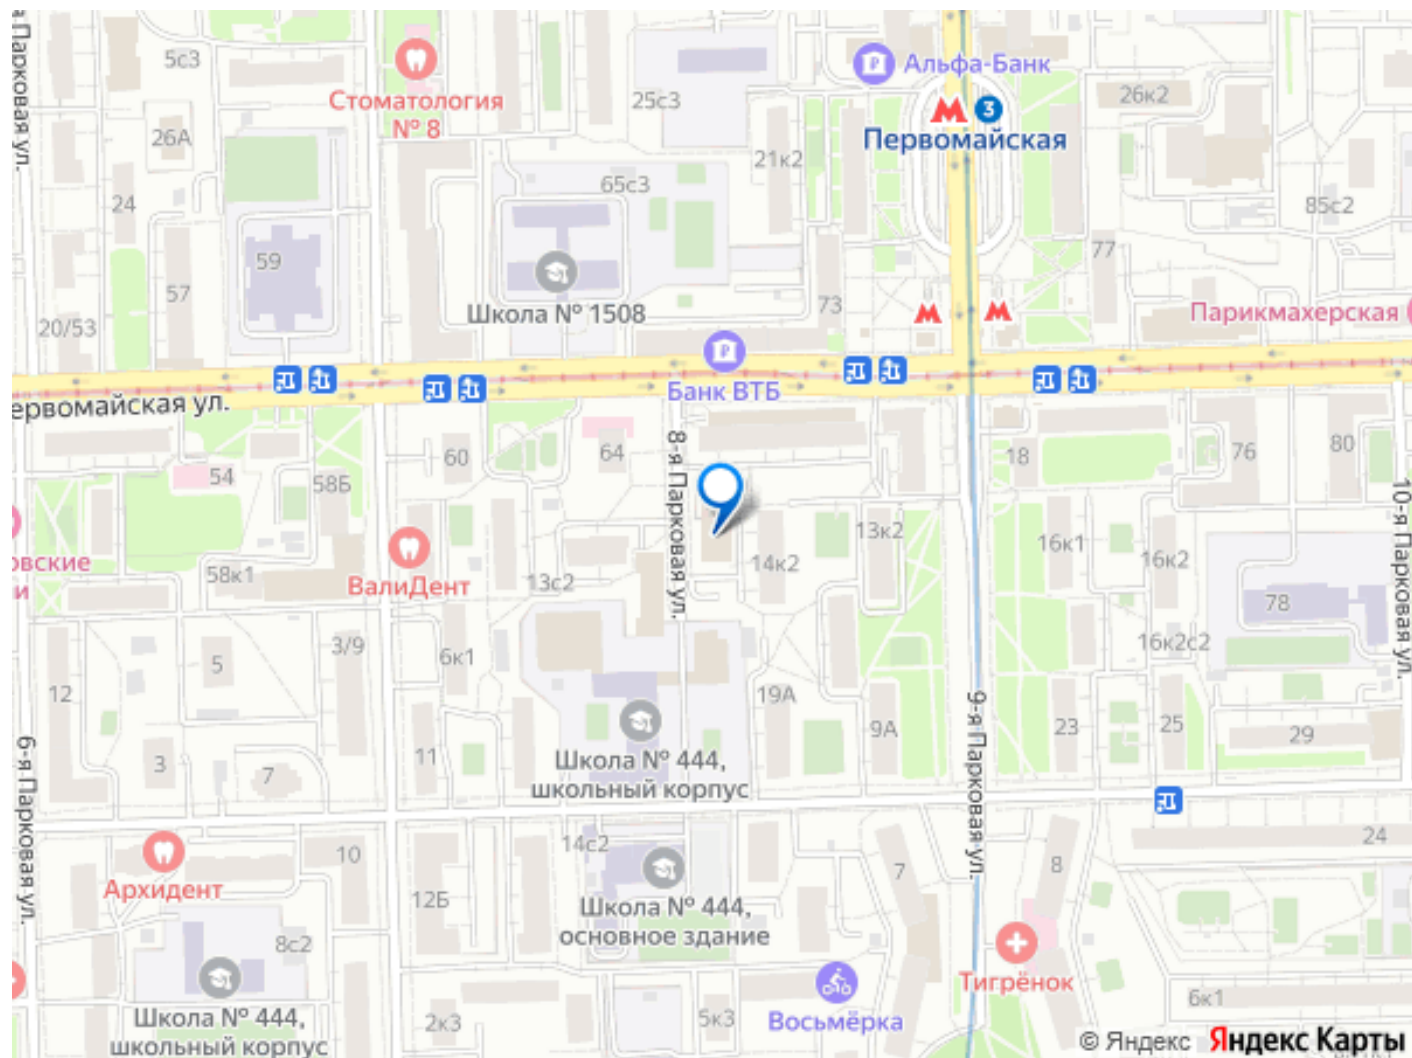 я Парковая ул.
5с3
Стоматология
№ 8
25с3
Альфа-Банк
3
Первомайская
26к2
26А
21к2
65с3
24
85с2
59
77
57
Школа № 1508
73
20/53
Парикмахерская
Банк ВТБ
ервомайская ул.
8-я Парковая ул.
60
64
18
76
80
54
58Б
10-я Парковая ул.
13к2
16к1
16к2
овские
и
58к1
ВалиДент
13с2
14к2
78
3/9
5
6к1
16к2с2
12
19А
9-я Парковая ул.
9А
23
25
29
6-я Парковая ул.
3
7
11
Школа № 444,
школьный корпус
24
14с2
10
7
8
Архидент
12Б
Школа № 444,
основное здание
8с2
Тигрёнок
6к1
Школа № 444,
школьный корпус
2к3
5к3
Восьмёрка
© Яндекс Яндекс Карты